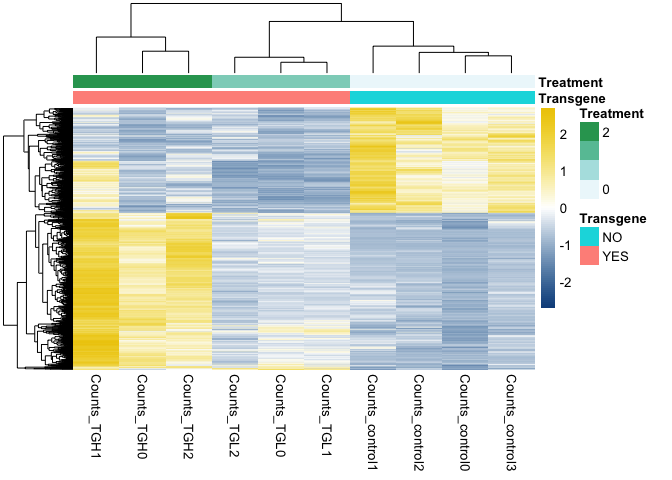 Treatment
Transgene
2
1
0
-1
-2
Treatment
2
0
Transgene
NO
YES
Counts_TGH1
Counts_TGH0
Counts_TGH2
Counts_TGL2
Counts_TGL0
Counts_TGL1
Counts_control1
Counts_control2
Counts_control0
Counts_control3